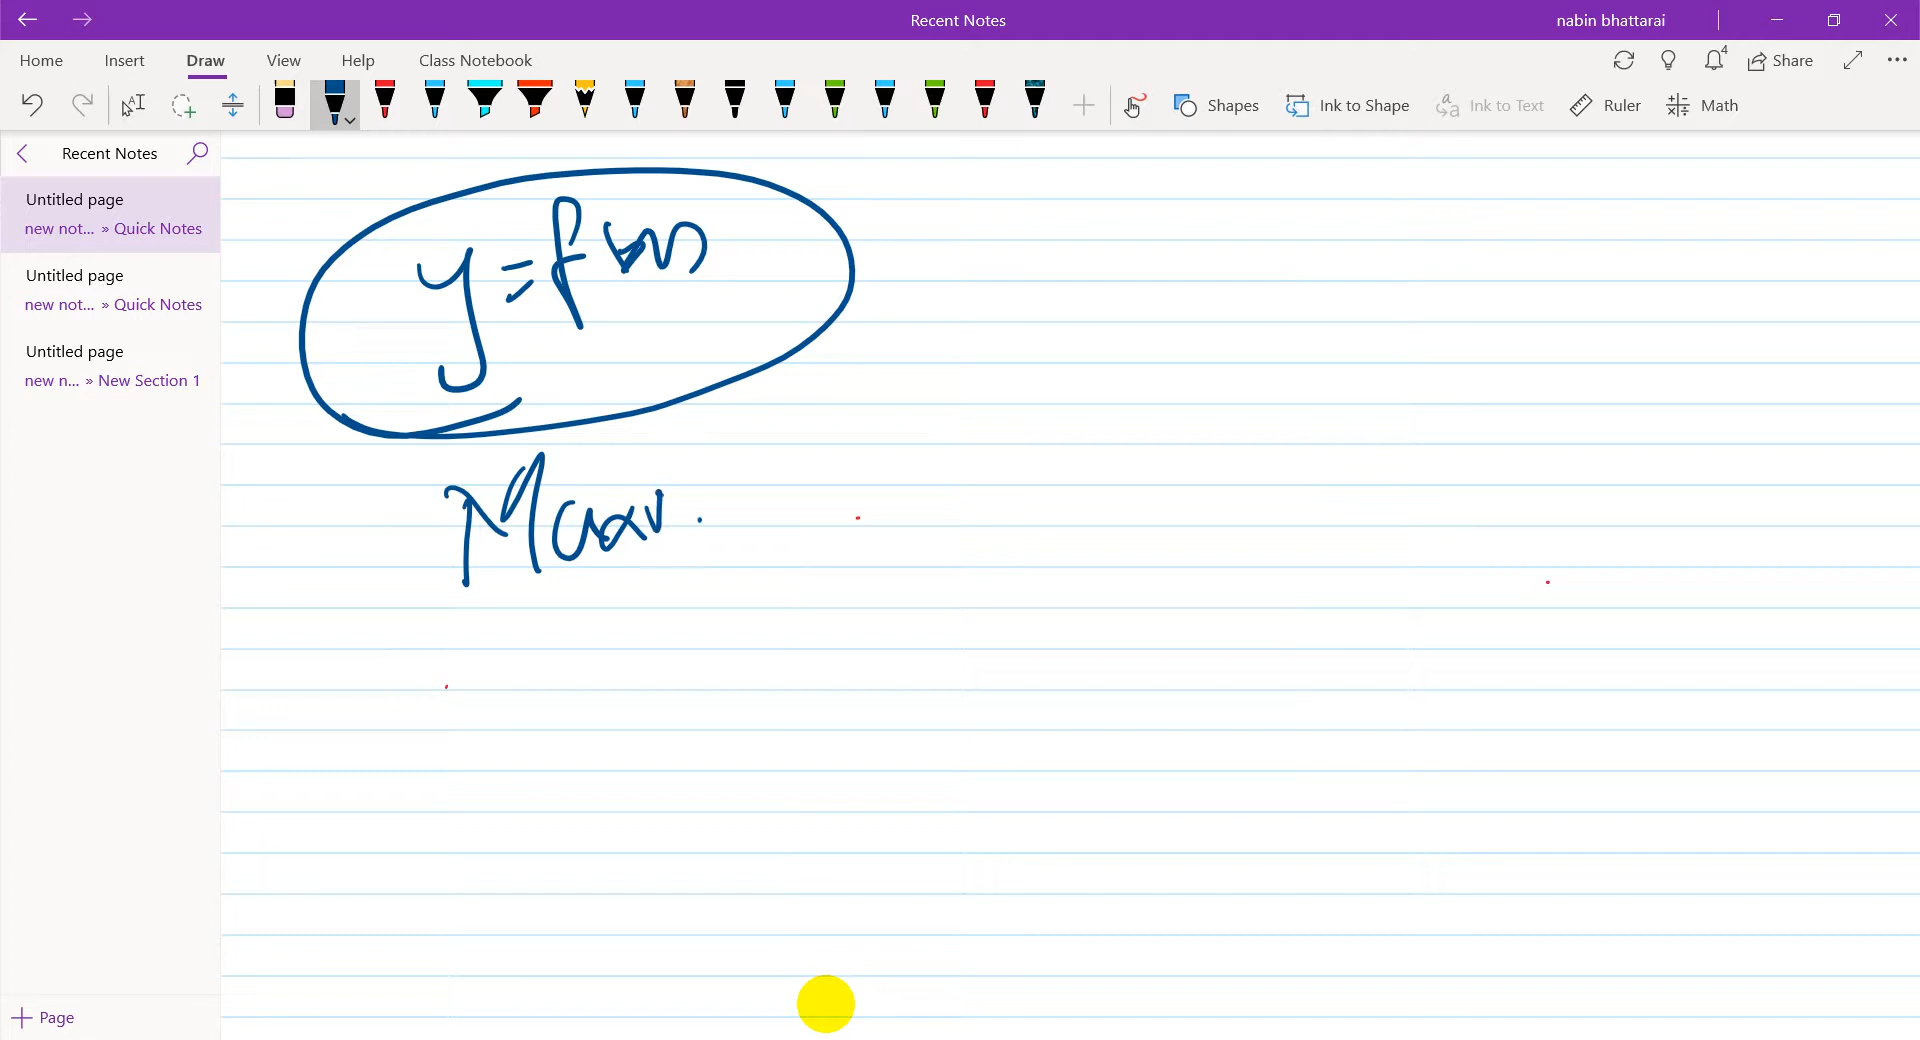 Recent Notes
nabin bhattarai
Home Insert Draw View Help Class Notebook
4
Share
Shapes
Ink to Shape
Ink to Text
Ruler
Math
Recent Notes
Untitled page
new not... » Quick Notes
Untitled page
new not... » Quick Notes
Untitled page
new n... » New Section 1
y = f
Page